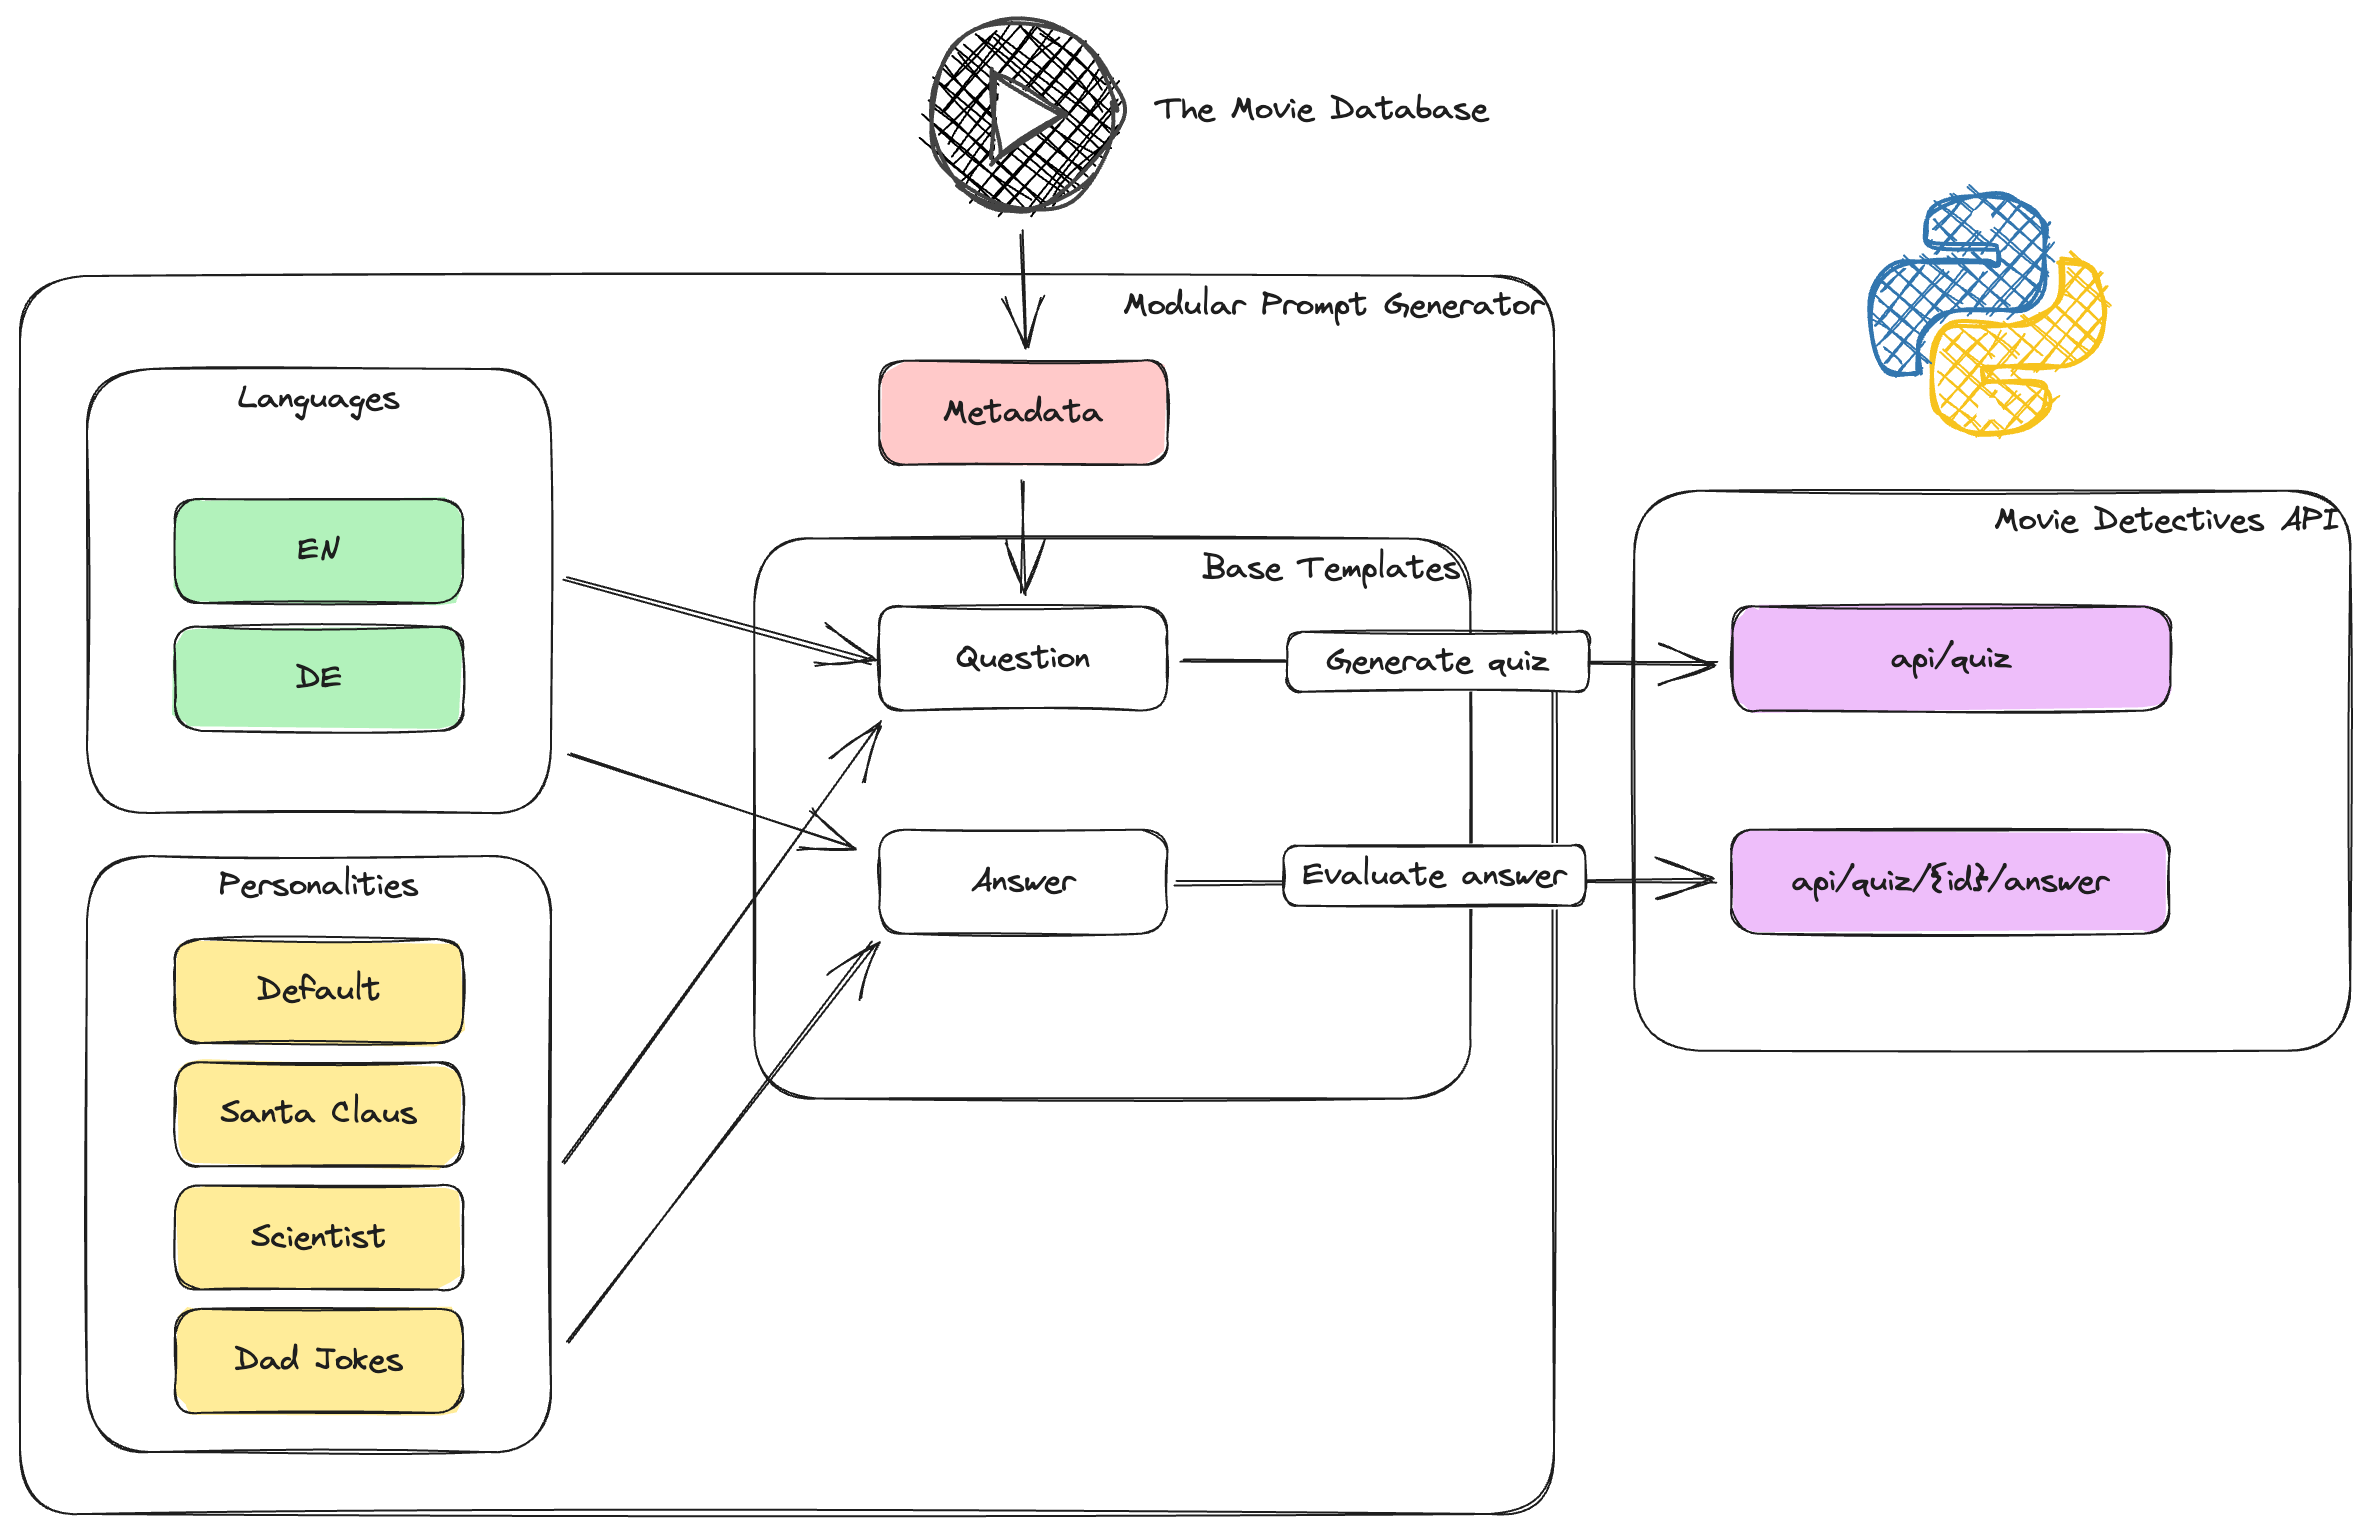 The Movie Database
Modular Prompt Generator
Languages
EN
DE
Personalities
Default
Santa Claus
Scientist
Dad Jokes
Metadata
Base Templates
Question
Answer
Generate quiz
Evaluate answer
Movie Detectives API
api/quiz
api/quiz/{id}/answer